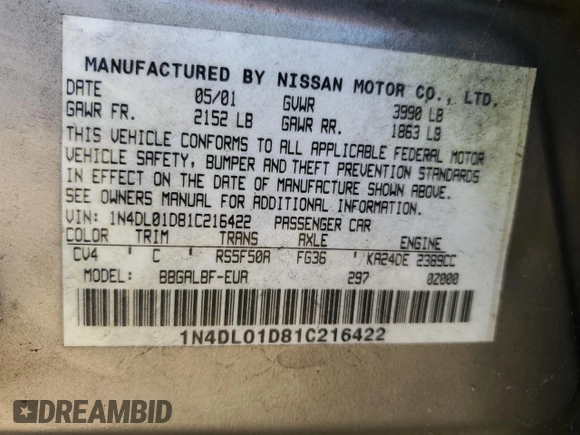 MANUFACTURED BY NISSAN MOTOR CO., LTD.
DATE 05/01 GVWR 3990 LB
GAWR FR. 2152 LB GAWR RR. 1863 LB
THIS VEHICLE CONFORMS TO ALL APPLICABLE FEDERAL MOTOR
VEHICLE SAFETY, BUMPER AND THEFT PREVENTION STANDARDS
IN EFFECT ON THE DATE OF MANUFACTURE SHOWN ABOVE.
SEE OWNERS MANUAL FOR ADDITIONAL INFORMATION.
VIN: 1N4DL01D81C216422 PASSENGER CAR
COLOR TRIM TRANS AXLE ENGINE
CV4 ' C ' RS5F50A FG36 ' KA24DE 2389CC
MODEL: BBGALBF-EUA 297 0Z000
1N4DL01D81C216422
DREAMBID